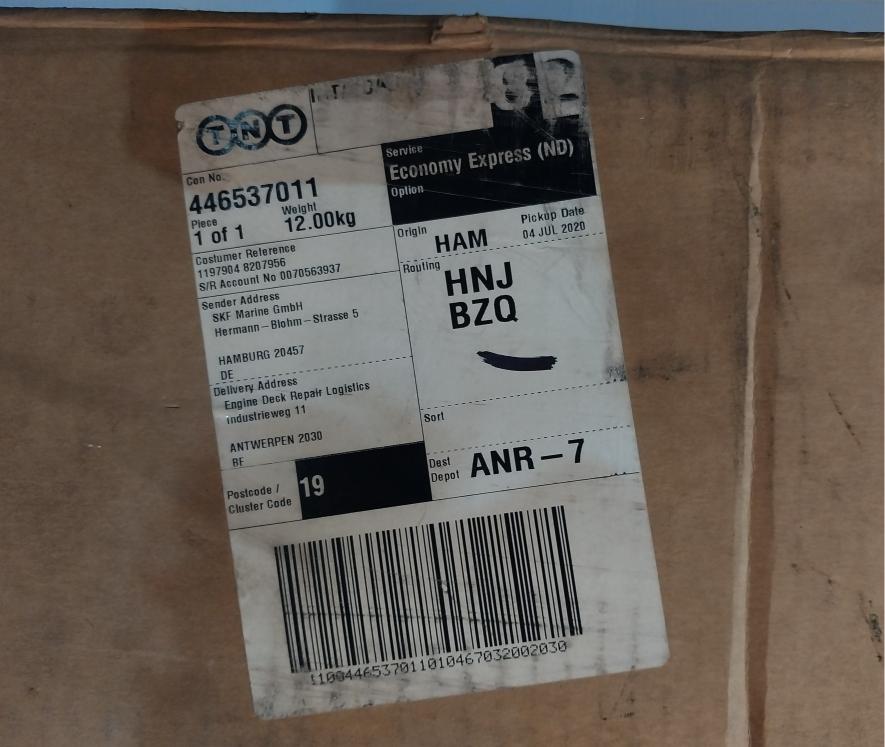 TNT
Service
Economy Express (ND)
Option
Con No.
446537011
Piece Weight
1 of 1 12.00kg
Costumer Reference
1197904 8207956
S/R Account No 0070563937
Origin
HAM
Pickup Date
04 JUL 2020
Routing
HNJ
BZQ
Sender Address
SKF Marine GmbH
Hermann-Blohm-Strasse 5
HAMBURG 20457
DE
Delivery Address
Engine Deck Repair Logistics
Industrieweg 11
ANTWERPEN 2030
Sort
Dest
Depot
ANR-7
Postcode /
Cluster Code
19